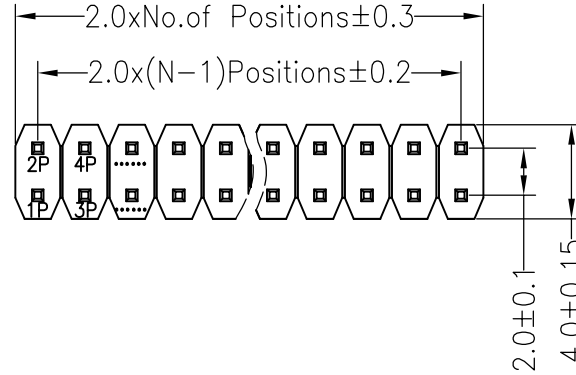 2.0xNo.of Positions±0.3
2.0x(N-1)Positions±0.2
2P 4P ......
1P 3P ......
2.0±0.1
4.0±0.15